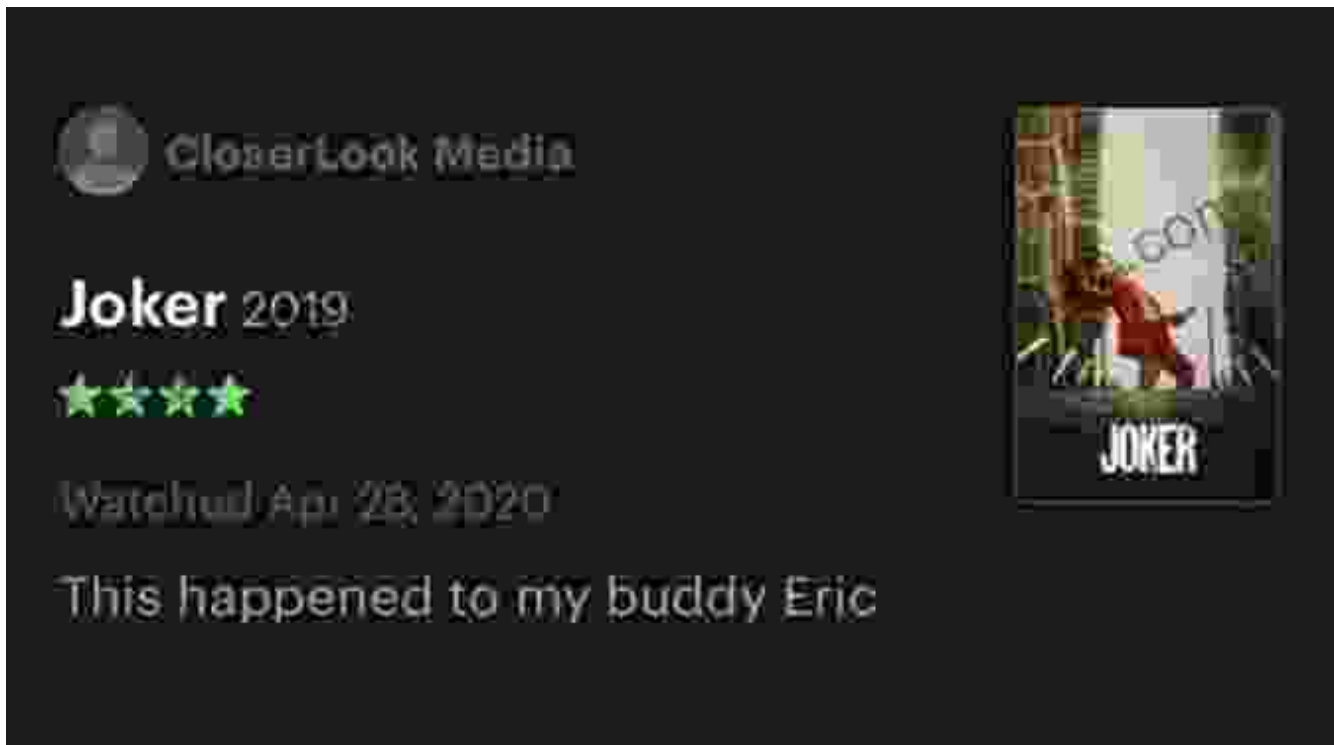 CloserLook Media
Joker 2019
★★★★
Watched Apr 28, 2020
This happened to my buddy Eric
JOKER